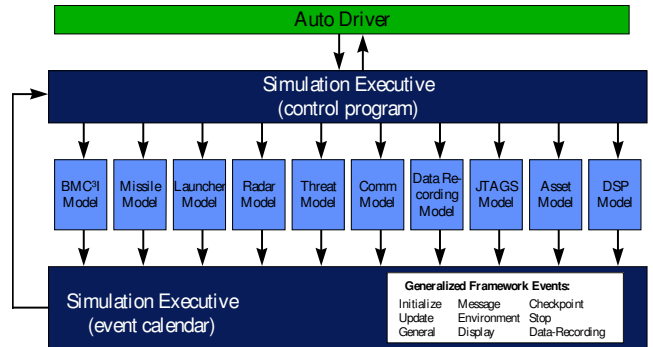 Auto Driver
Simulation Executive
(control program)
BMC³I
Model
Missile
Model
Launcher
Model
Radar
Model
Threat
Model
Comm
Model
Data Re-
cording
Model
JTAGS
Model
Asset
Model
DSP
Model
Simulation Executive
(event calendar)
Generalized Framework Events:
Initialize Message Checkpoint
Update Environment Stop
General Display Data-Recording